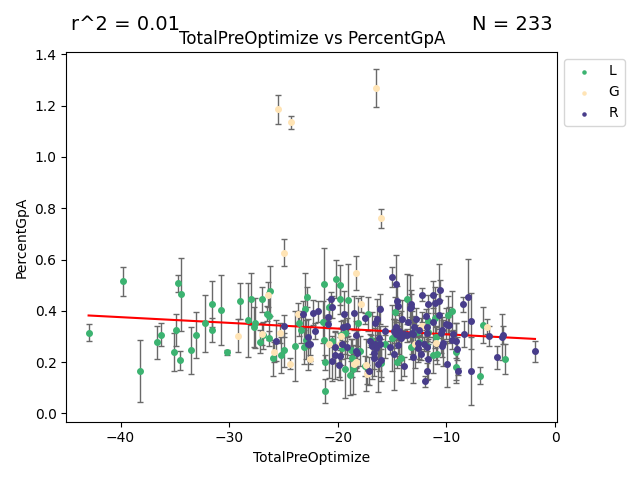 r^2 = 0.01
N = 233
TotalPreOptimize vs PercentGpA
1.4
1.2
1.0
0.8
0.6
0.4
0.2
0.0
PercentGpA
−40
−30
−20
−10
0
TotalPreOptimize
L
G
R